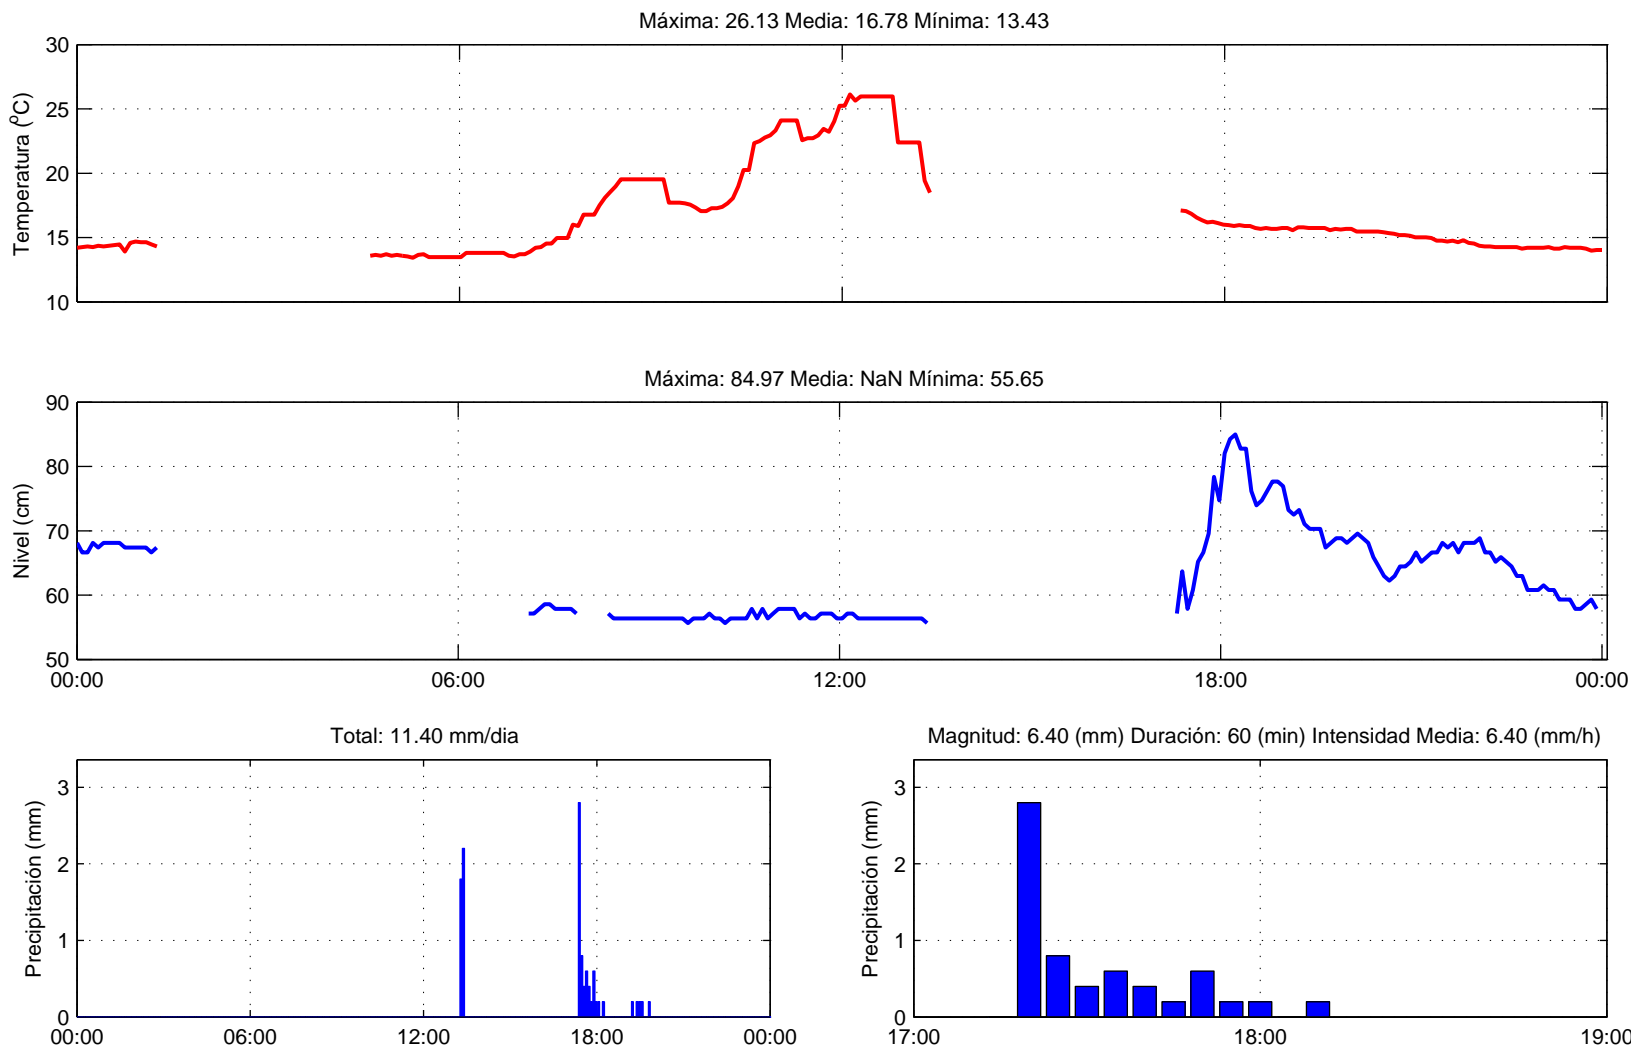 Máxima: 26.13 Media: 16.78 Mínima: 13.43
Temperatura (ºC)
30
25
20
15
10
Máxima: 84.97 Media: NaN Mínima: 55.65
Nivel (cm)
90
80
70
60
50
00:00 06:00 12:00 18:00 00:00
Total: 11.40 mm/dia
Precipitación (mm)
3
2
1
0
00:00 06:00 12:00 18:00 00:00
Magnitud: 6.40 (mm) Duración: 60 (min) Intensidad Media: 6.40 (mm/h)
Precipitación (mm)
3
2
1
0
17:00 18:00 19:00